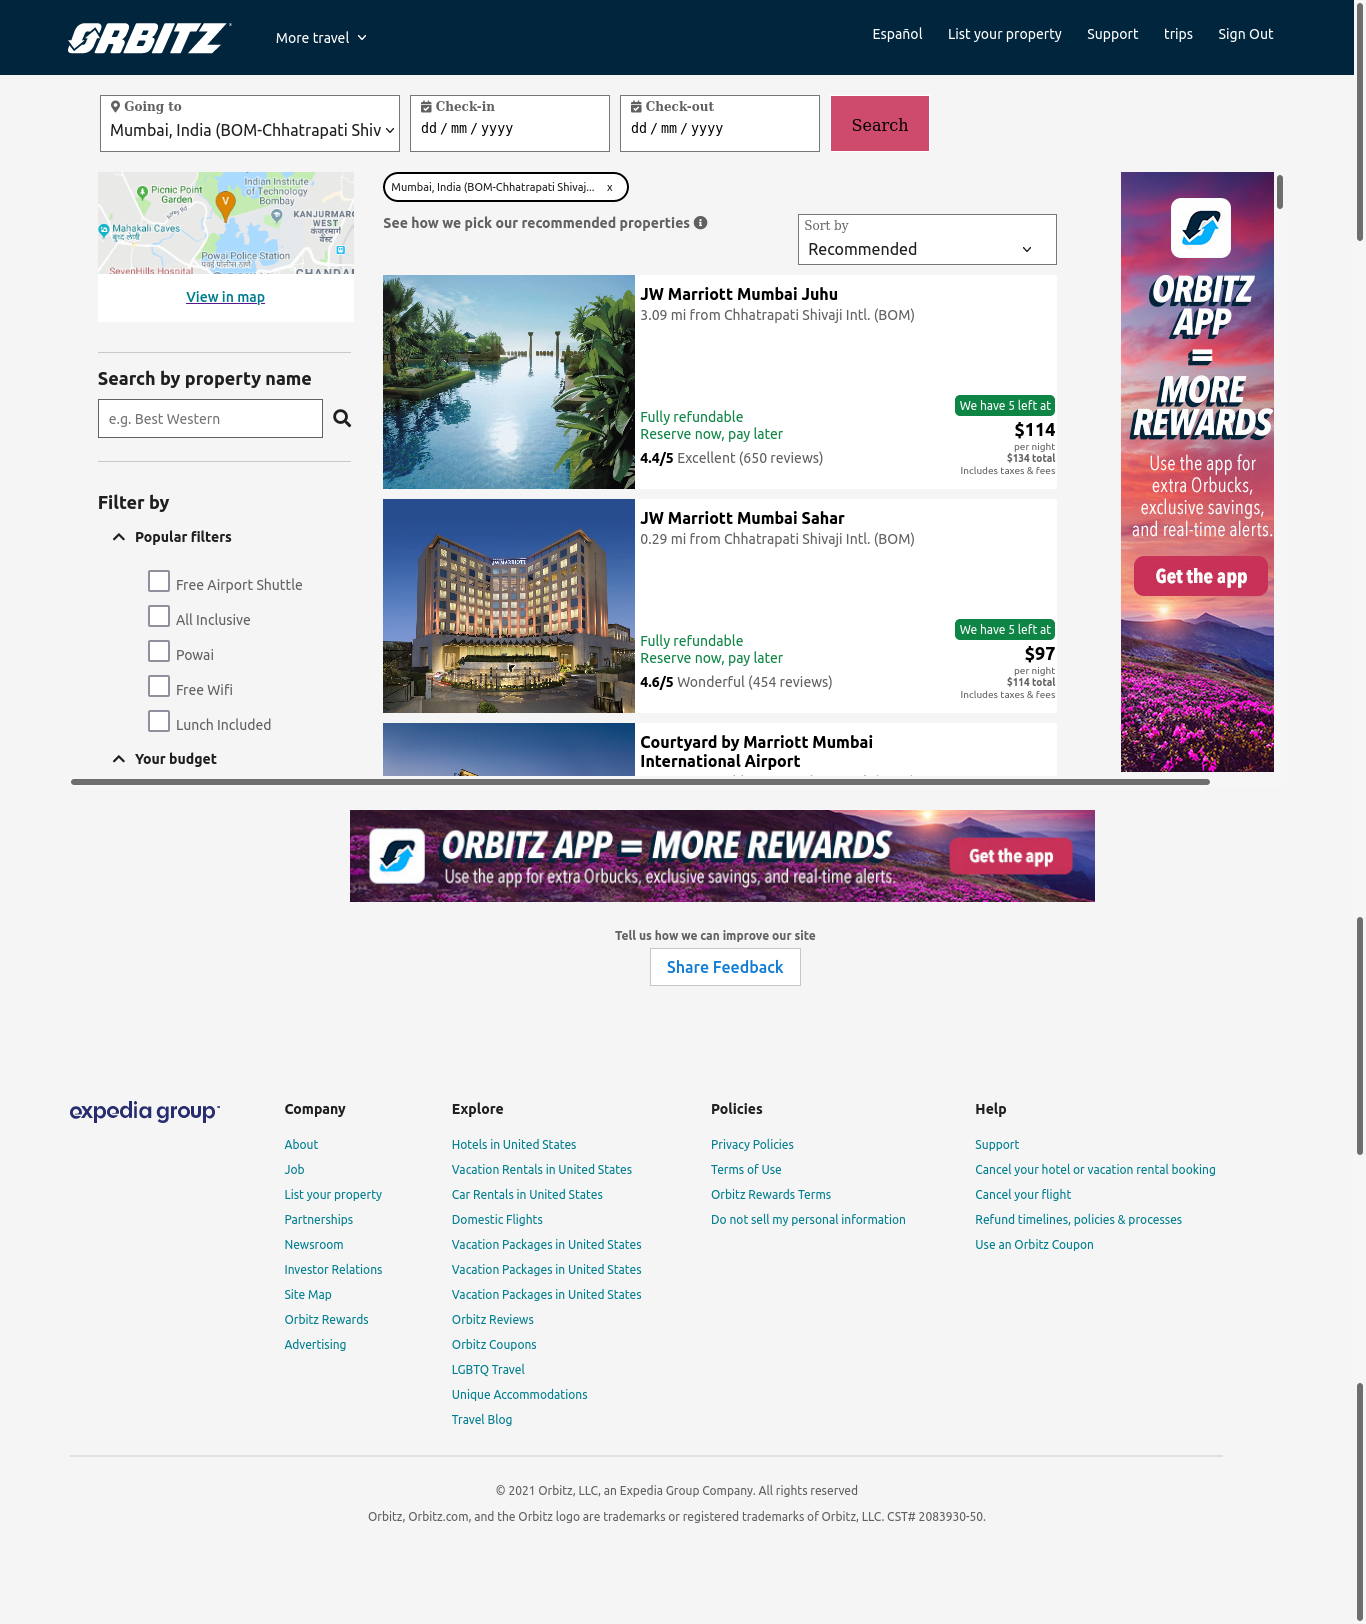 ORBITZ
More travel
Español
List your property
Support
trips
Sign Out
Going to
Mumbai, India (BOM-Chhatrapati Shiv
Check-in
dd / mm / yyyy
Check-out
dd / mm / yyyy
Search
Picnic Point
Garden
Indian Institute
of Technology
Bombay
V
KANJURMARG
WEST
कांजुरमार्ग
वेस्ट
Mahakali Caves
Powai Police Station
SevenHills Hospital
View in map
Search by property name
e.g. Best Western
Filter by
Popular filters
Free Airport Shuttle
All Inclusive
Powai
Free Wifi
Lunch Included
Your budget
Mumbai, India (BOM-Chhatrapati Shivaj...
x
See how we pick our recommended properties
Sort by
Recommended
JW Marriott Mumbai Juhu
3.09 mi from Chhatrapati Shivaji Intl. (BOM)
Fully refundable
Reserve now, pay later
4.4/5 Excellent (650 reviews)
We have 5 left at
$114
per night
$134 total
Includes taxes & fees
JW MARRIOTT
JW Marriott Mumbai Sahar
0.29 mi from Chhatrapati Shivaji Intl. (BOM)
Fully refundable
Reserve now, pay later
4.6/5 Wonderful (454 reviews)
We have 5 left at
$97
per night
$114 total
Includes taxes & fees
Courtyard by Marriott Mumbai
International Airport
ORBITZ
APP
=
MORE
REWARDS
Use the app for
extra Orbucks,
exclusive savings,
and real-time alerts.
Get the app
ORBITZ APP = MORE REWARDS
Use the app for extra Orbucks, exclusive savings, and real-time alerts.
Get the app
Tell us how we can improve our site
Share Feedback
expedia group™
Company
About
Job
List your property
Partnerships
Newsroom
Investor Relations
Site Map
Orbitz Rewards
Advertising
Explore
Hotels in United States
Vacation Rentals in United States
Car Rentals in United States
Domestic Flights
Vacation Packages in United States
Vacation Packages in United States
Vacation Packages in United States
Orbitz Reviews
Orbitz Coupons
LGBTQ Travel
Unique Accommodations
Travel Blog
Policies
Privacy Policies
Terms of Use
Orbitz Rewards Terms
Do not sell my personal information
Help
Support
Cancel your hotel or vacation rental booking
Cancel your flight
Refund timelines, policies & processes
Use an Orbitz Coupon
© 2021 Orbitz, LLC, an Expedia Group Company. All rights reserved
Orbitz, Orbitz.com, and the Orbitz logo are trademarks or registered trademarks of Orbitz, LLC. CST# 2083930-50.